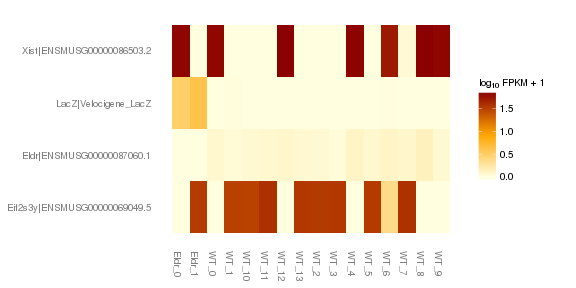 Xist|ENSMUSG00000086503.2
LacZ|Velocigene_LacZ
Eldr|ENSMUSG00000087060.1
Eif2s3y|ENSMUSG00000069049.5
log10 FPKM + 1
1.5
1.0
0.5
0.0
Eldr_0
Eldr_1
WT_0
WT_1
WT_10
WT_11
WT_12
WT_13
WT_2
WT_3
WT_4
WT_5
WT_6
WT_7
WT_8
WT_9